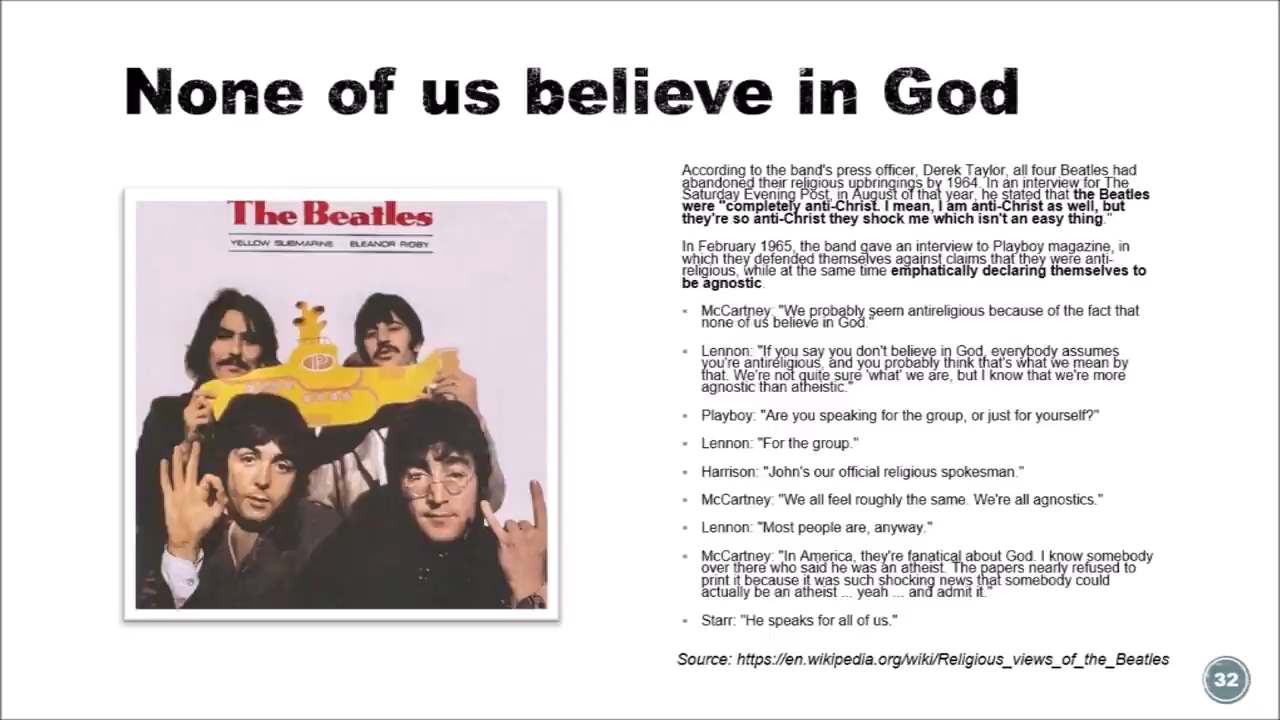 None of us believe in God
The Beatles
YELLOW SUBMARINE ELEANOR RIGBY
According to the band's press officer, Derek Taylor, all four Beatles had
abandoned their religious upbringings by 1964. In an interview for The
Saturday Evening Post, in August of that year, he stated that the Beatles
were "completely anti-Christ. I mean, I am anti-Christ as well, but
they're so anti-Christ they shock me which isn't an easy thing."
In February 1965, the band gave an interview to Playboy magazine, in
which they defended themselves against claims that they were anti-
religious, while at the same time emphatically declaring themselves to
be agnostic.
McCartney: "We probably seem antireligious because of the fact that
none of us believe in God."
Lennon: "If you say you don't believe in God, everybody assumes
you're antireligious, and you probably think that's what we mean by
that. We're not quite sure 'what' we are, but I know that we're more
agnostic than atheistic."
Playboy: "Are you speaking for the group, or just for yourself?"
Lennon: "For the group."
Harrison: "John's our official religious spokesman."
McCartney: "We all feel roughly the same. We're all agnostics."
Lennon: "Most people are, anyway."
McCartney: "In America, they're fanatical about God. I know somebody
over there who said he was an atheist. The papers nearly refused to
print it because it was such shocking news that somebody could
actually be an atheist ... yeah ... and admit it."
Starr: "He speaks for all of us."
Source: https://en.wikipedia.org/wiki/Religious_views_of_the_Beatles
32